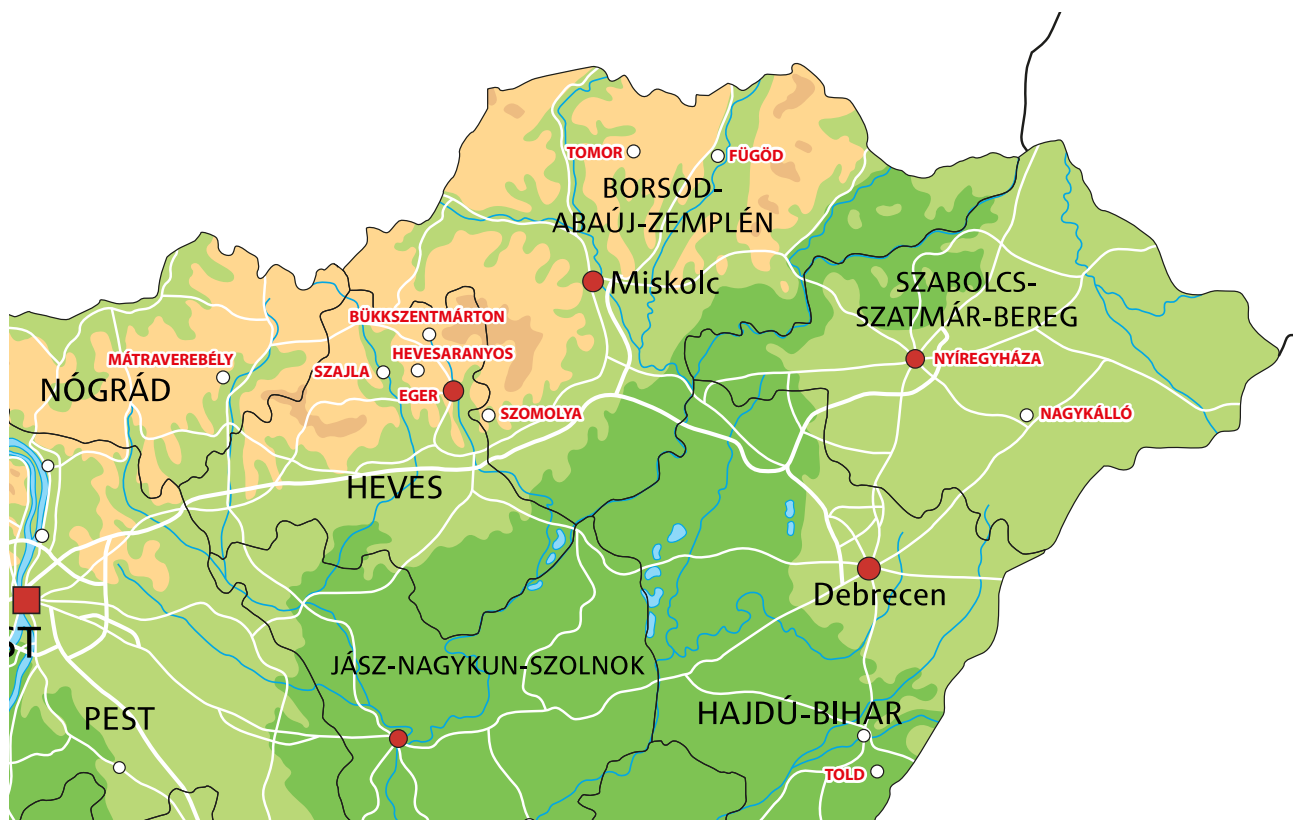 TOMOR
FÜGÖD
BORSOD-
ABAÚJ-ZEMPLÉN
Miskolc
SZABOLCS-
SZATMÁR-BEREG
BÜKKSZENTMÁRTON
HEVESARANYOS
MÁTRAVEREBÉLY
SZAJLA
NYÍREGYHÁZA
NÓGRÁD
EGER
SZOMOLYA
NAGYKÁLLÓ
HEVES
Debrecen
ST
JÁSZ-NAGYKUN-SZOLNOK
PEST
HAJDÚ-BIHAR
TOLD